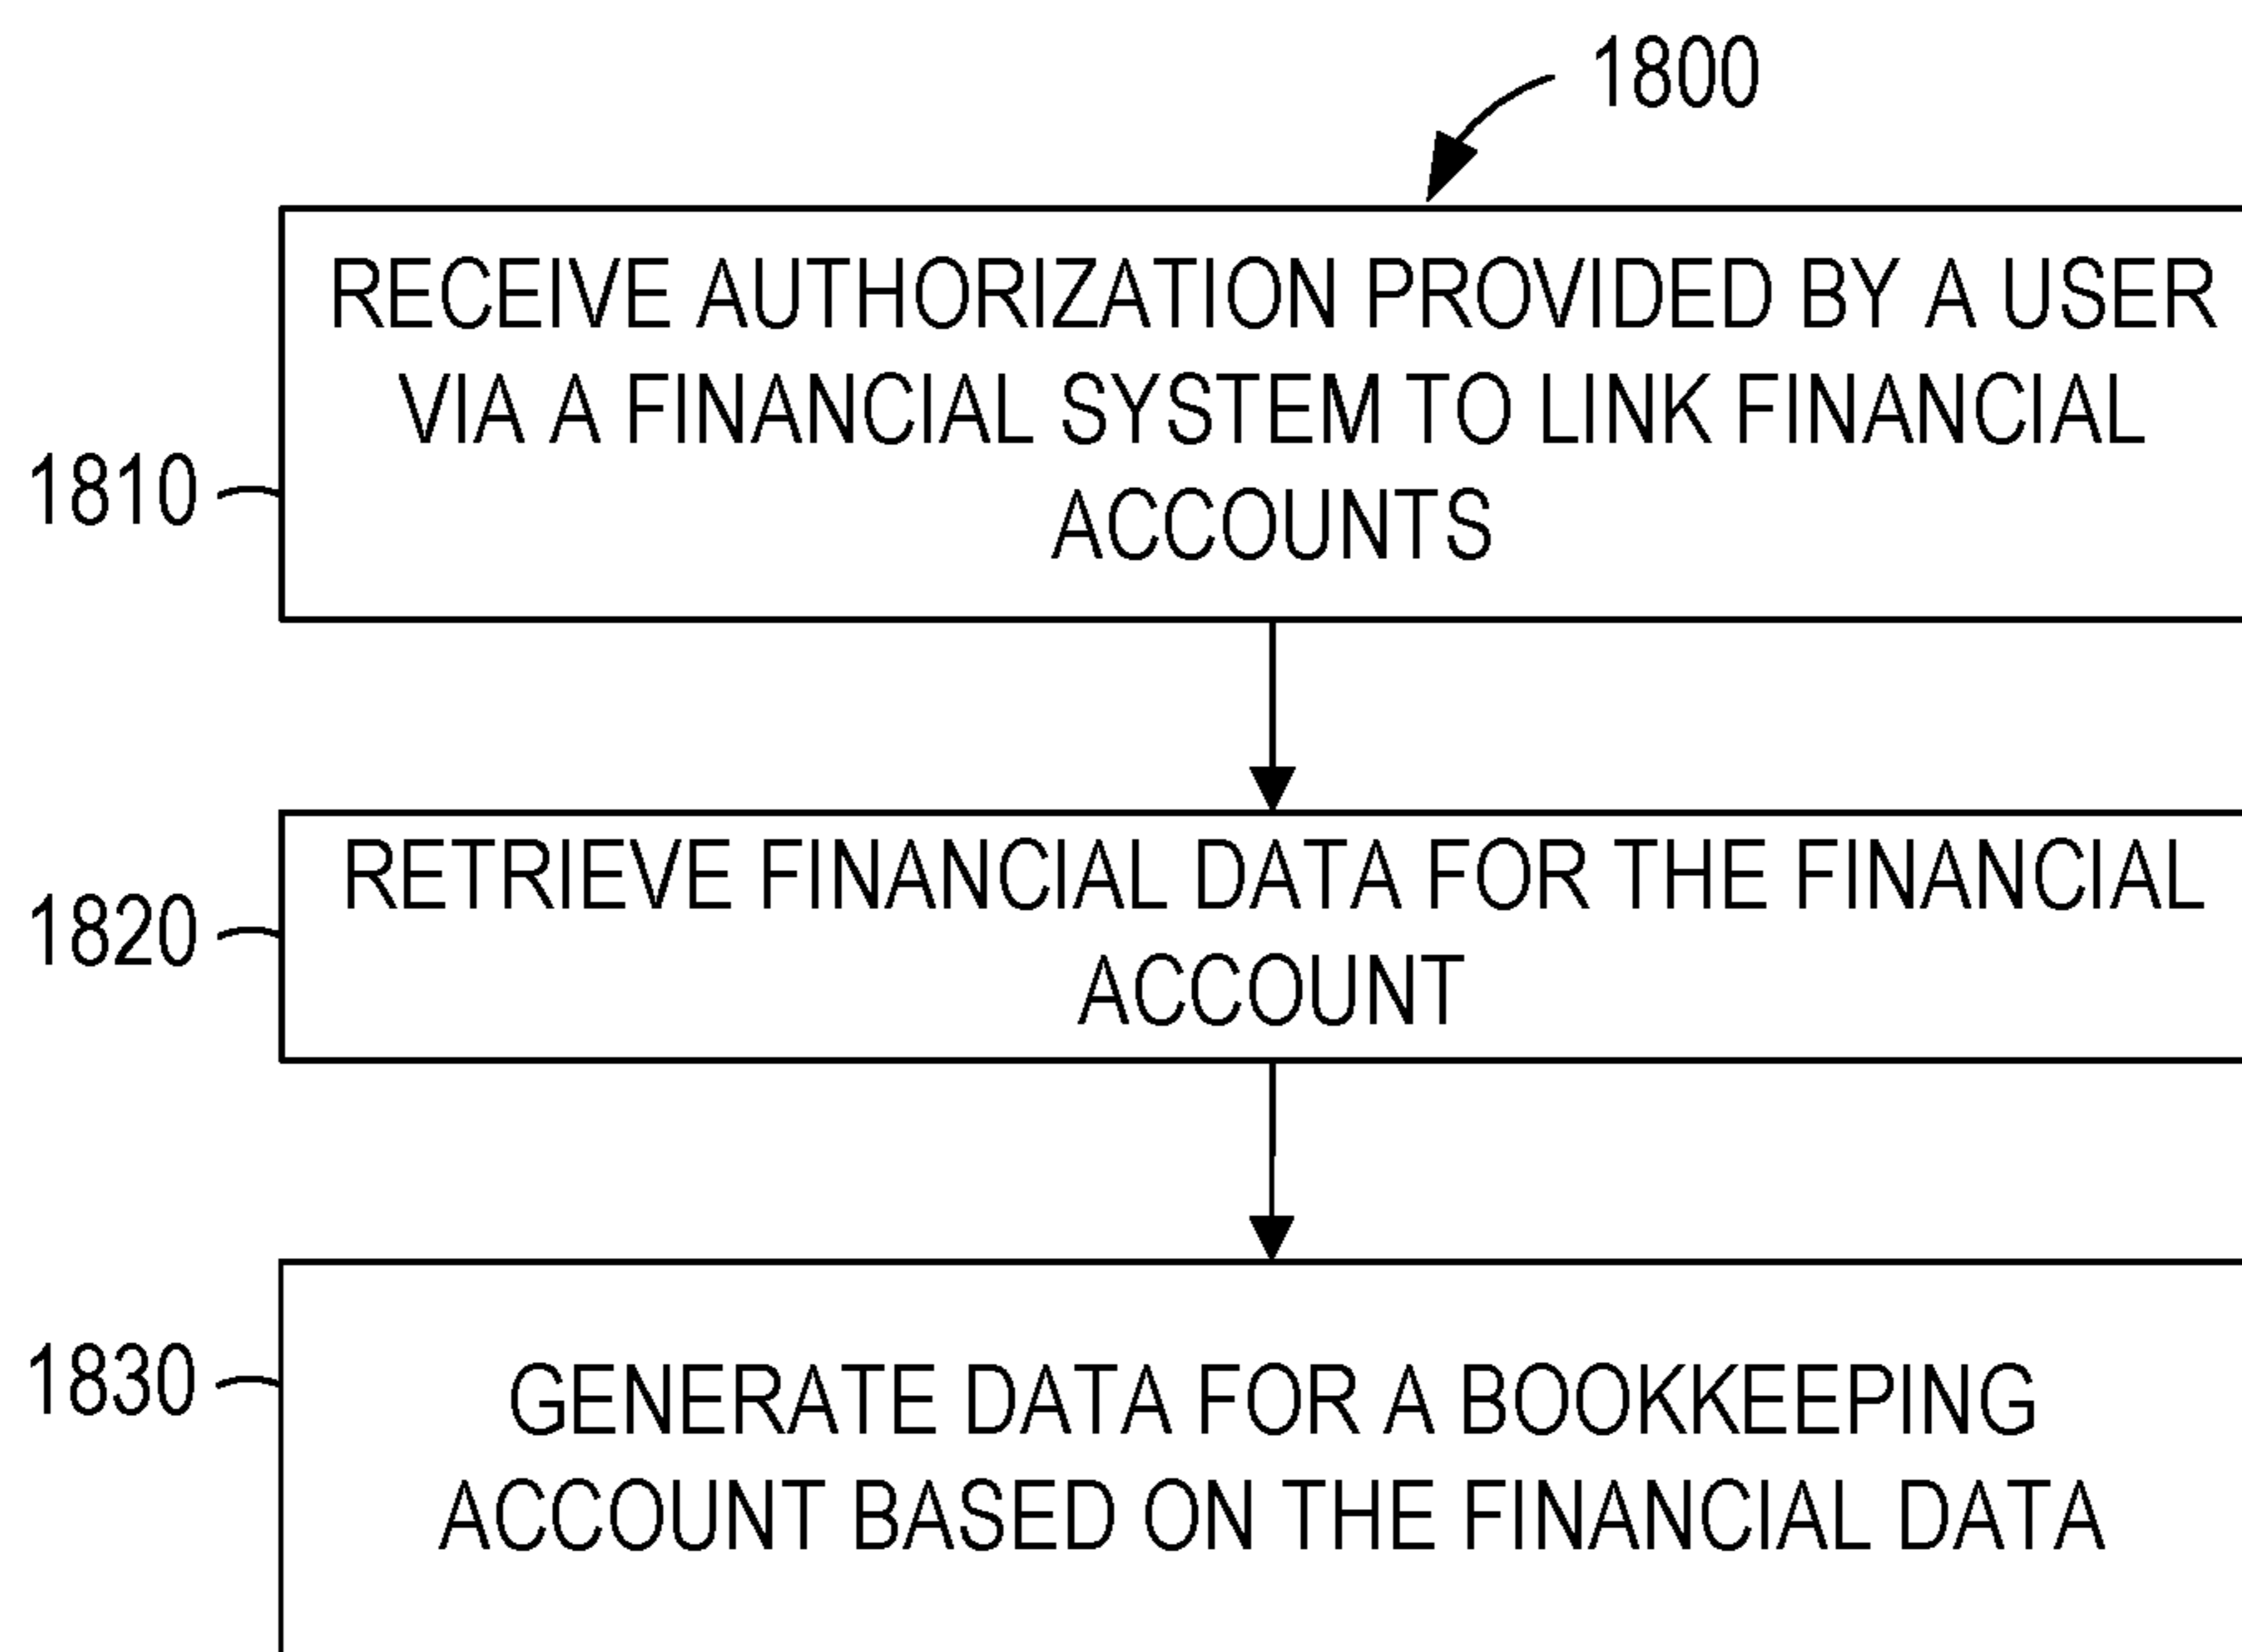 1800
RECEIVE AUTHORIZATION PROVIDED BY A USER
VIA A FINANCIAL SYSTEM TO LINK FINANCIAL
ACCOUNTS
1810
RETRIEVE FINANCIAL DATA FOR THE FINANCIAL
ACCOUNT
1820
GENERATE DATA FOR A BOOKKEEPING
ACCOUNT BASED ON THE FINANCIAL DATA
1830